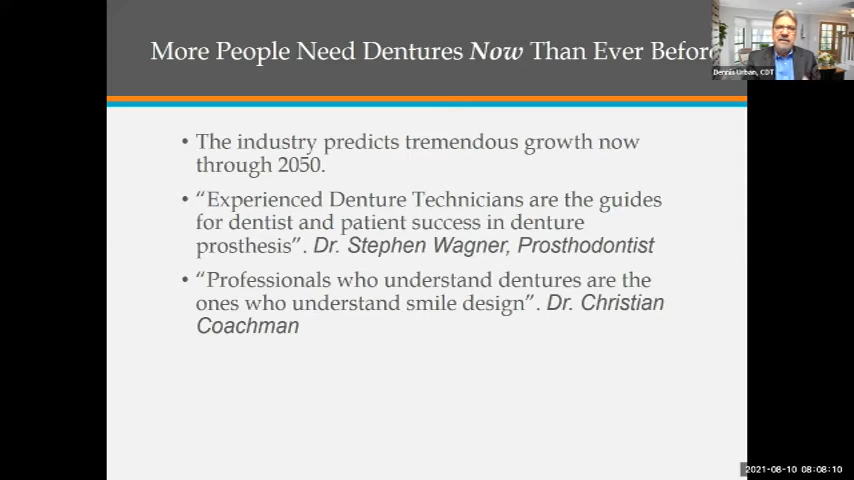 More People Need Dentures Now Than Ever Befor
Dennis Urban, CDT
• The industry predicts tremendous growth now
through 2050.
• “Experienced Denture Technicians are the guides
for dentist and patient success in denture
prosthesis”. Dr. Stephen Wagner, Prosthodontist
• “Professionals who understand dentures are the
ones who understand smile design”. Dr. Christian
Coachman
2021-08-10 08:08:10